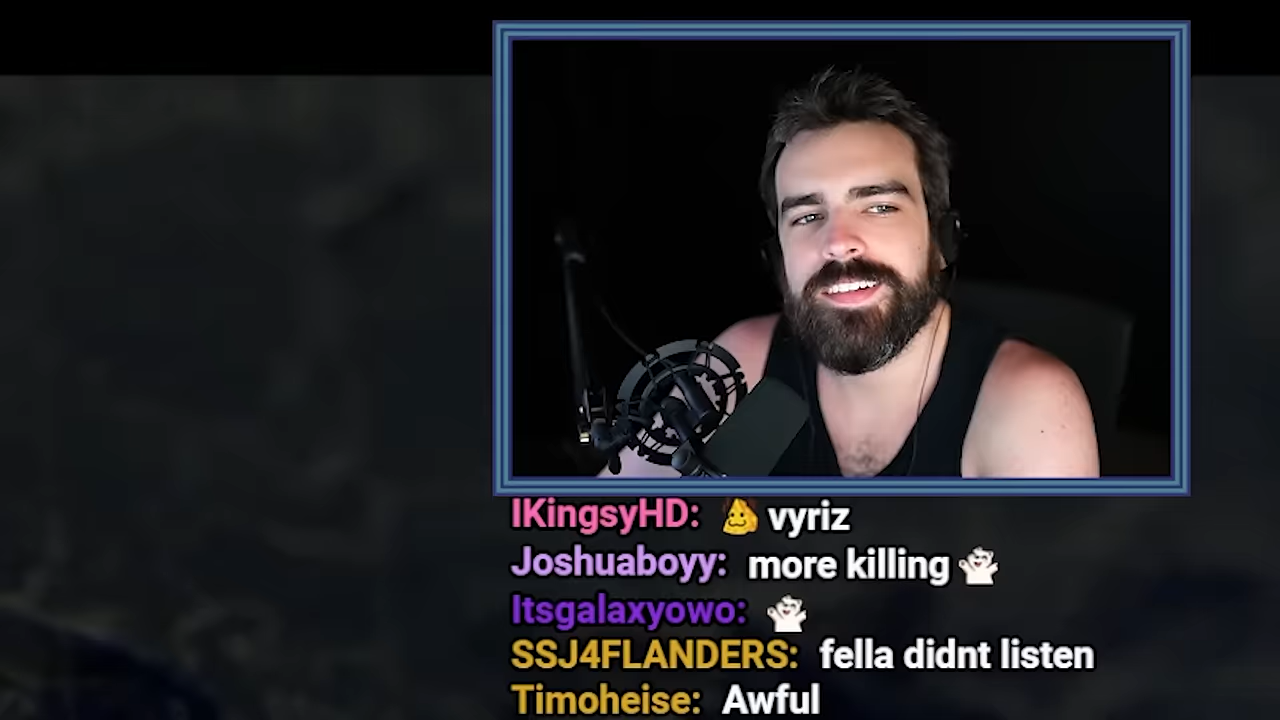 IKingsyHD: vyriz
Joshuaboyy: more killing
Itsgalaxyowo:
SSJ4FLANDERS: fella didnt listen
Timoheise: Awful